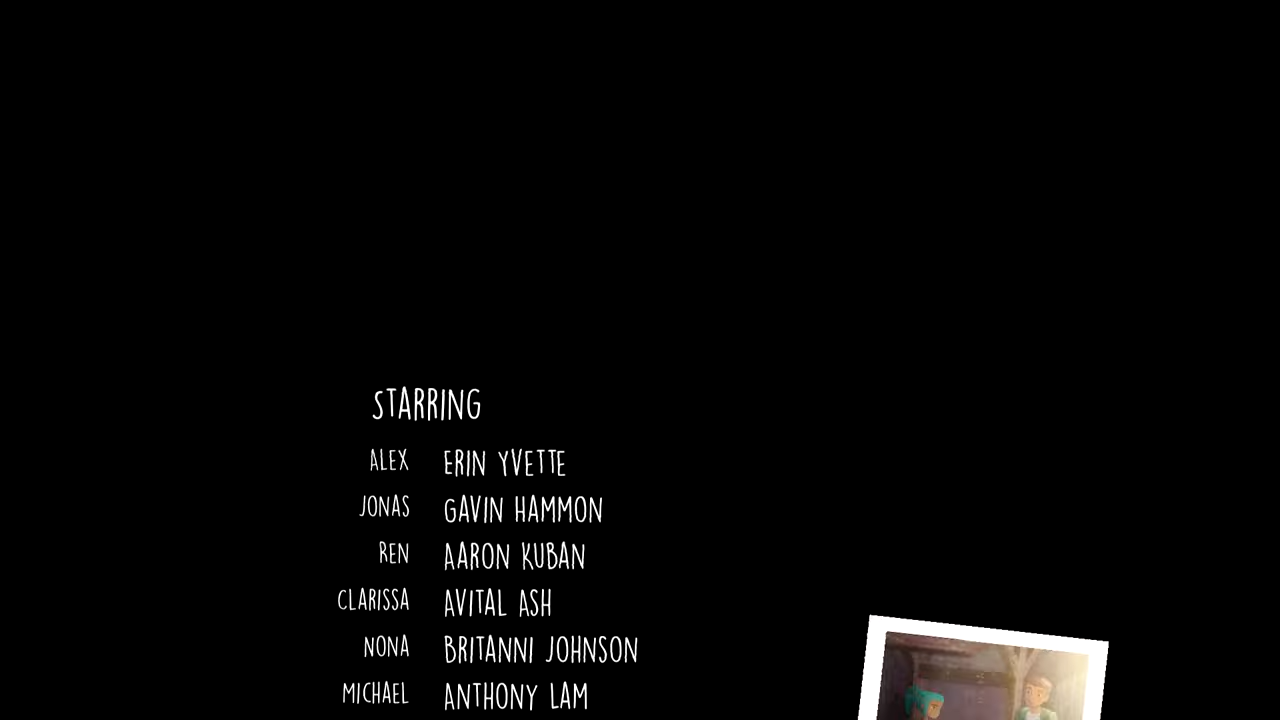 STARRING
ALEX ERIN YVETTE
JONAS GAVIN HAMMON
REN AARON KUBAN
CLARISSA AVITAL ASH
NONA BRITANNI JOHNSON
MICHAEL ANTHONY LAM